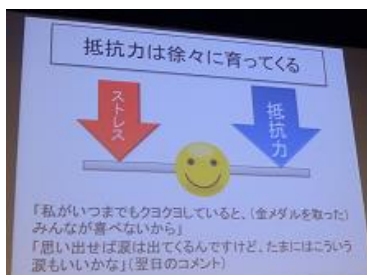 抵抗力は徐々に育ってくる
ストレス
抵抗力
「私がいつまでもクヨクヨしていると、(金メダルを取った)
みんなが喜べないから」
「思い出せば涙は出てくるんですけど、たまにはこういう
涙もいいかな」(翌日のコメント)